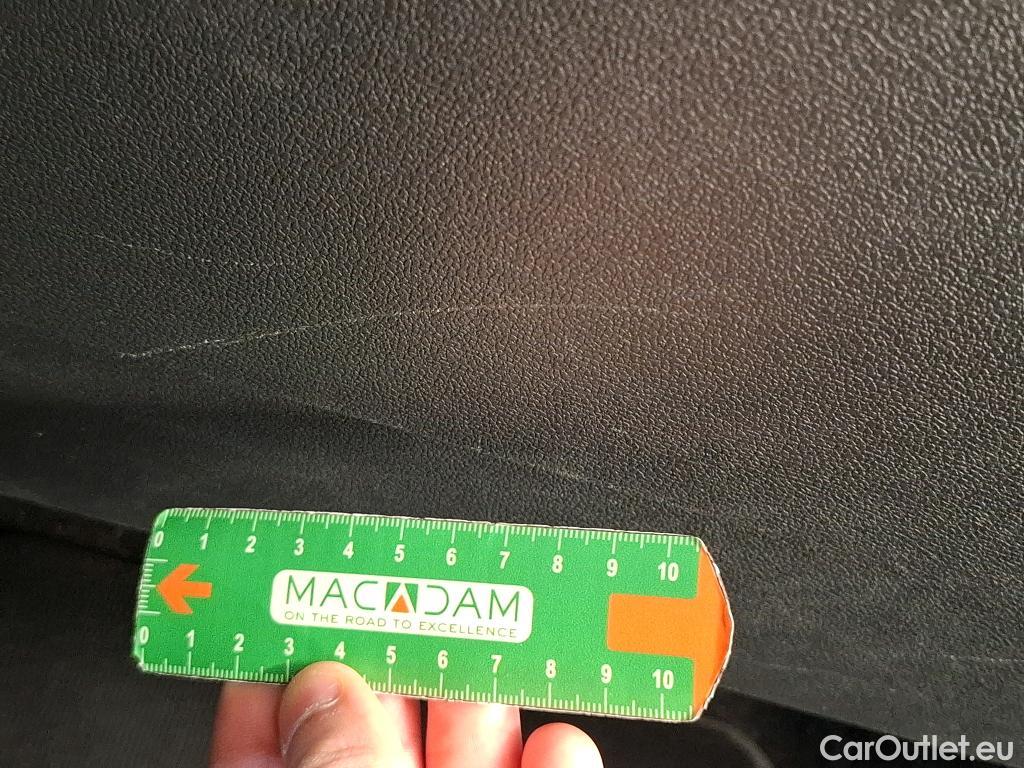 0 1 2 3 4 5 6 7 8 9 10
MACADAM
ON THE ROAD TO EXCELLENCE
0 1 2 3 4 5 6 7 8 9 10
CarOutlet.eu